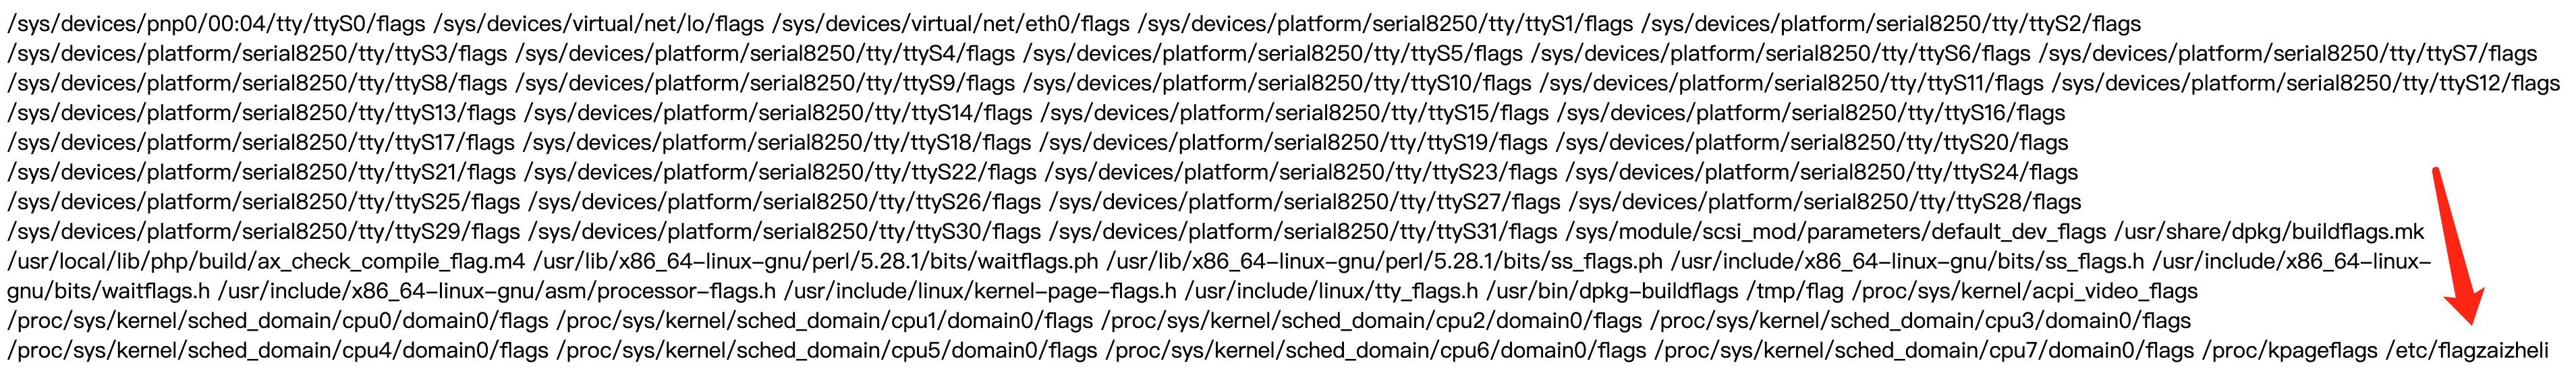 /sys/devices/pnp0/00:04/tty/ttyS0/flags /sys/devices/virtual/net/lo/flags /sys/devices/virtual/net/eth0/flags /sys/devices/platform/serial8250/tty/ttyS1/flags /sys/devices/platform/serial8250/tty/ttyS2/flags
/sys/devices/platform/serial8250/tty/ttyS3/flags /sys/devices/platform/serial8250/tty/ttyS4/flags /sys/devices/platform/serial8250/tty/ttyS5/flags /sys/devices/platform/serial8250/tty/ttyS6/flags /sys/devices/platform/serial8250/tty/ttyS7/flags
/sys/devices/platform/serial8250/tty/ttyS8/flags /sys/devices/platform/serial8250/tty/ttyS9/flags /sys/devices/platform/serial8250/tty/ttyS10/flags /sys/devices/platform/serial8250/tty/ttyS11/flags /sys/devices/platform/serial8250/tty/ttyS12/flags
/sys/devices/platform/serial8250/tty/ttyS13/flags /sys/devices/platform/serial8250/tty/ttyS14/flags /sys/devices/platform/serial8250/tty/ttyS15/flags /sys/devices/platform/serial8250/tty/ttyS16/flags
/sys/devices/platform/serial8250/tty/ttyS17/flags /sys/devices/platform/serial8250/tty/ttyS18/flags /sys/devices/platform/serial8250/tty/ttyS19/flags /sys/devices/platform/serial8250/tty/ttyS20/flags
/sys/devices/platform/serial8250/tty/ttyS21/flags /sys/devices/platform/serial8250/tty/ttyS22/flags /sys/devices/platform/serial8250/tty/ttyS23/flags /sys/devices/platform/serial8250/tty/ttyS24/flags
/sys/devices/platform/serial8250/tty/ttyS25/flags /sys/devices/platform/serial8250/tty/ttyS26/flags /sys/devices/platform/serial8250/tty/ttyS27/flags /sys/devices/platform/serial8250/tty/ttyS28/flags
/sys/devices/platform/serial8250/tty/ttyS29/flags /sys/devices/platform/serial8250/tty/ttyS30/flags /sys/devices/platform/serial8250/tty/ttyS31/flags /sys/module/scsi_mod/parameters/default_dev_flags /usr/share/dpkg/buildflags.mk
/usr/local/lib/php/build/ax_check_compile_flag.m4 /usr/lib/x86_64-linux-gnu/perl/5.28.1/bits/waitflags.ph /usr/lib/x86_64-linux-gnu/perl/5.28.1/bits/ss_flags.ph /usr/include/x86_64-linux-gnu/bits/ss_flags.h /usr/include/x86_64-linux-
gnu/bits/waitflags.h /usr/include/x86_64-linux-gnu/asm/processor-flags.h /usr/include/linux/kernel-page-flags.h /usr/include/linux/tty_flags.h /usr/bin/dpkg-buildflags /tmp/flag /proc/sys/kernel/acpi_video_flags
/proc/sys/kernel/sched_domain/cpu0/domain0/flags /proc/sys/kernel/sched_domain/cpu1/domain0/flags /proc/sys/kernel/sched_domain/cpu2/domain0/flags /proc/sys/kernel/sched_domain/cpu3/domain0/flags
/proc/sys/kernel/sched_domain/cpu4/domain0/flags /proc/sys/kernel/sched_domain/cpu5/domain0/flags /proc/sys/kernel/sched_domain/cpu6/domain0/flags /proc/sys/kernel/sched_domain/cpu7/domain0/flags /proc/kpageflags /etc/flagzaizheli